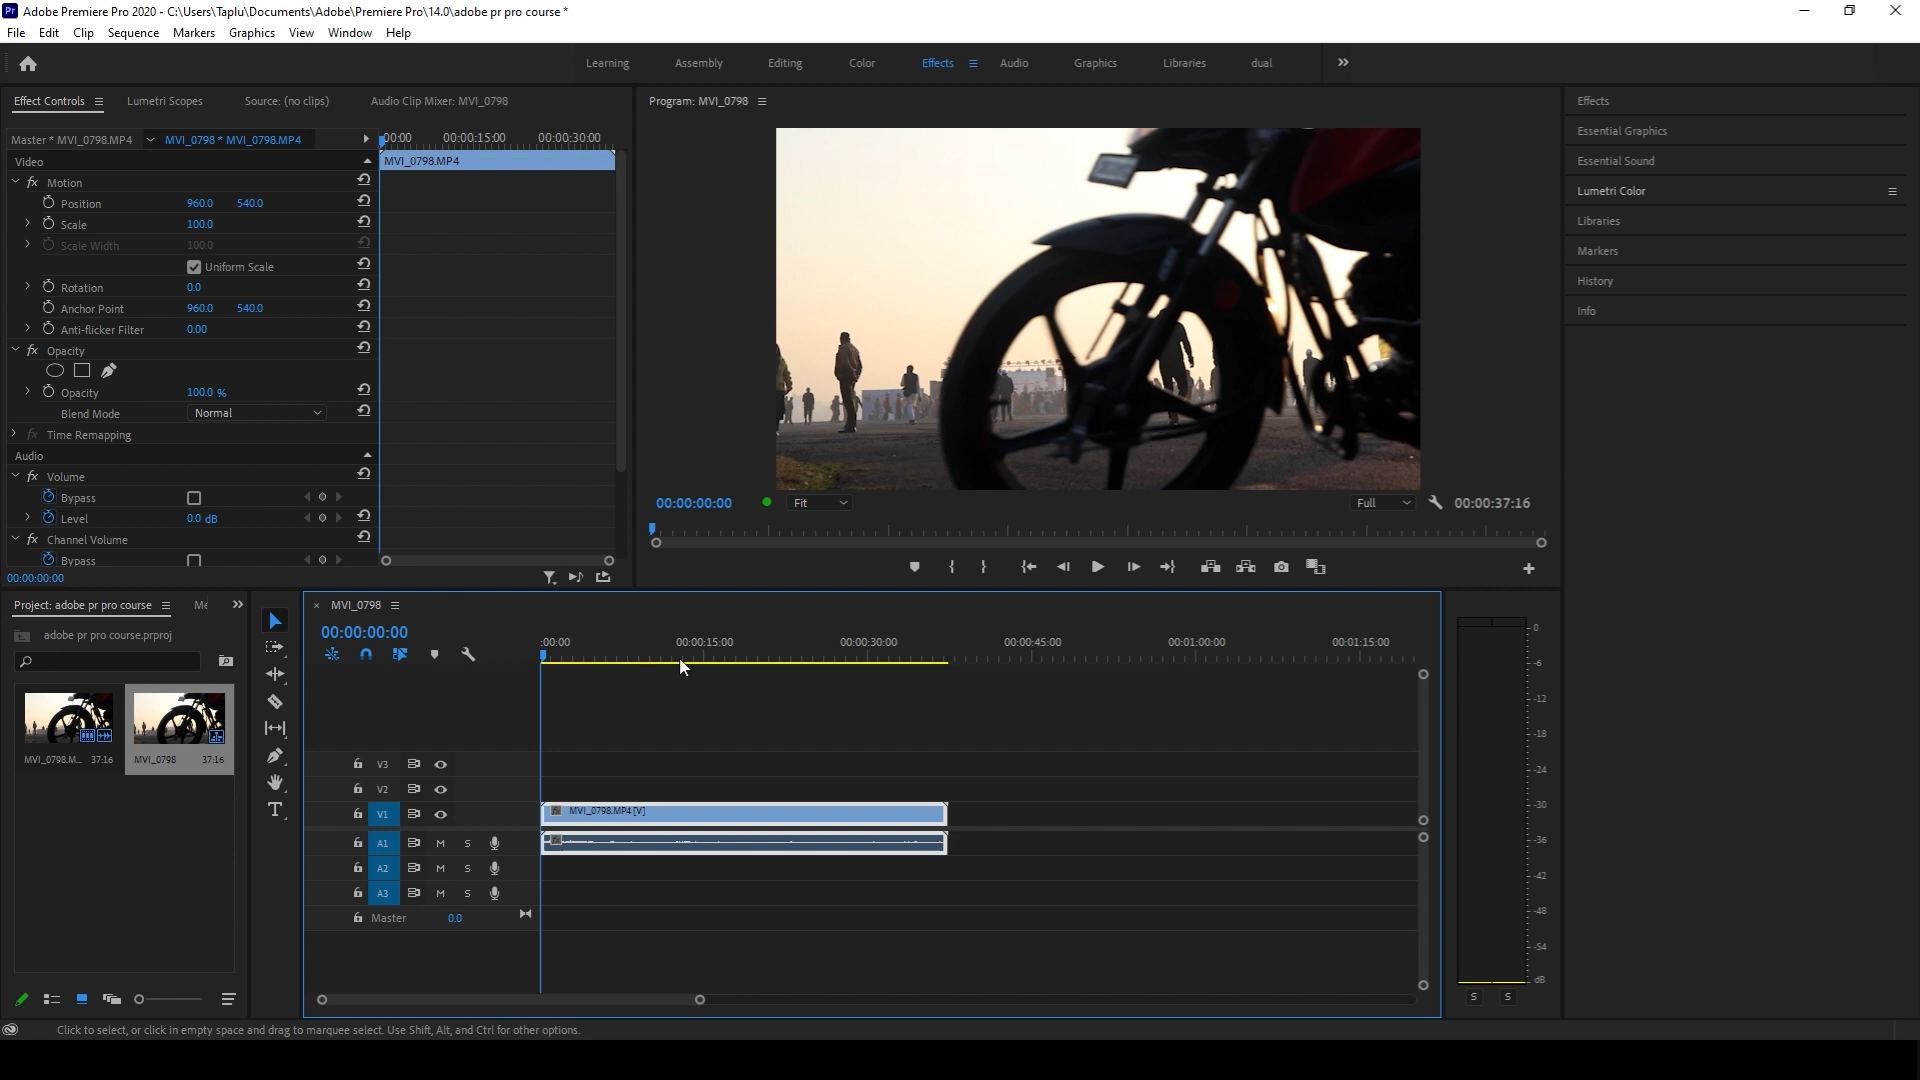 Pr Adobe Premiere Pro 2020 - C:\Users\Taplu\Documents\Adobe\Premiere Pro\14.0\adobe pr pro course *
File Edit Clip Sequence Markers Graphics View Window Help
Learning Assembly Editing Color Effects Audio Graphics Libraries dual
Effect Controls Lumetri Scopes Source: (no clips) Audio Clip Mixer: MVI_0798
Master * MVI_0798.MP4 MVI_0798 * MVI_0798.MP4
:00:00 00:00:15:00 00:00:30:00
Video
MVI_0798.MP4
fx Motion
Position 960.0 540.0
Scale 100.0
Scale Width 100.0
Uniform Scale
Rotation 0.0
Anchor Point 960.0 540.0
Anti-flicker Filter 0.00
fx Opacity
Opacity 100.0 %
Blend Mode Normal
fx Time Remapping
Audio
fx Volume
Bypass
Level 0.0 dB
fx Channel Volume
Bypass
00:00:00:00
Program: MVI_0798
00:00:00:00 Fit Full 00:00:37:16
Effects
Essential Graphics
Essential Sound
Lumetri Color
Libraries
Markers
History
Info
Project: adobe pr pro course Me
adobe pr pro course.prproj
MVI_0798.M... 37:16
MVI_0798 37:16
× MVI_0798
00:00:00:00
:00:00 00:00:15:00 00:00:30:00 00:00:45:00 00:01:00:00 00:01:15:00
V3
V2
V1
fx MVI_0798.MP4 [V]
A1 M S
A2 M S
A3 M S
Master 0.0
0
-6
-12
-18
-24
-30
-36
-42
-48
-54
dB
S S
Click to select, or click in empty space and drag to marquee select. Use Shift, Alt, and Ctrl for other options.